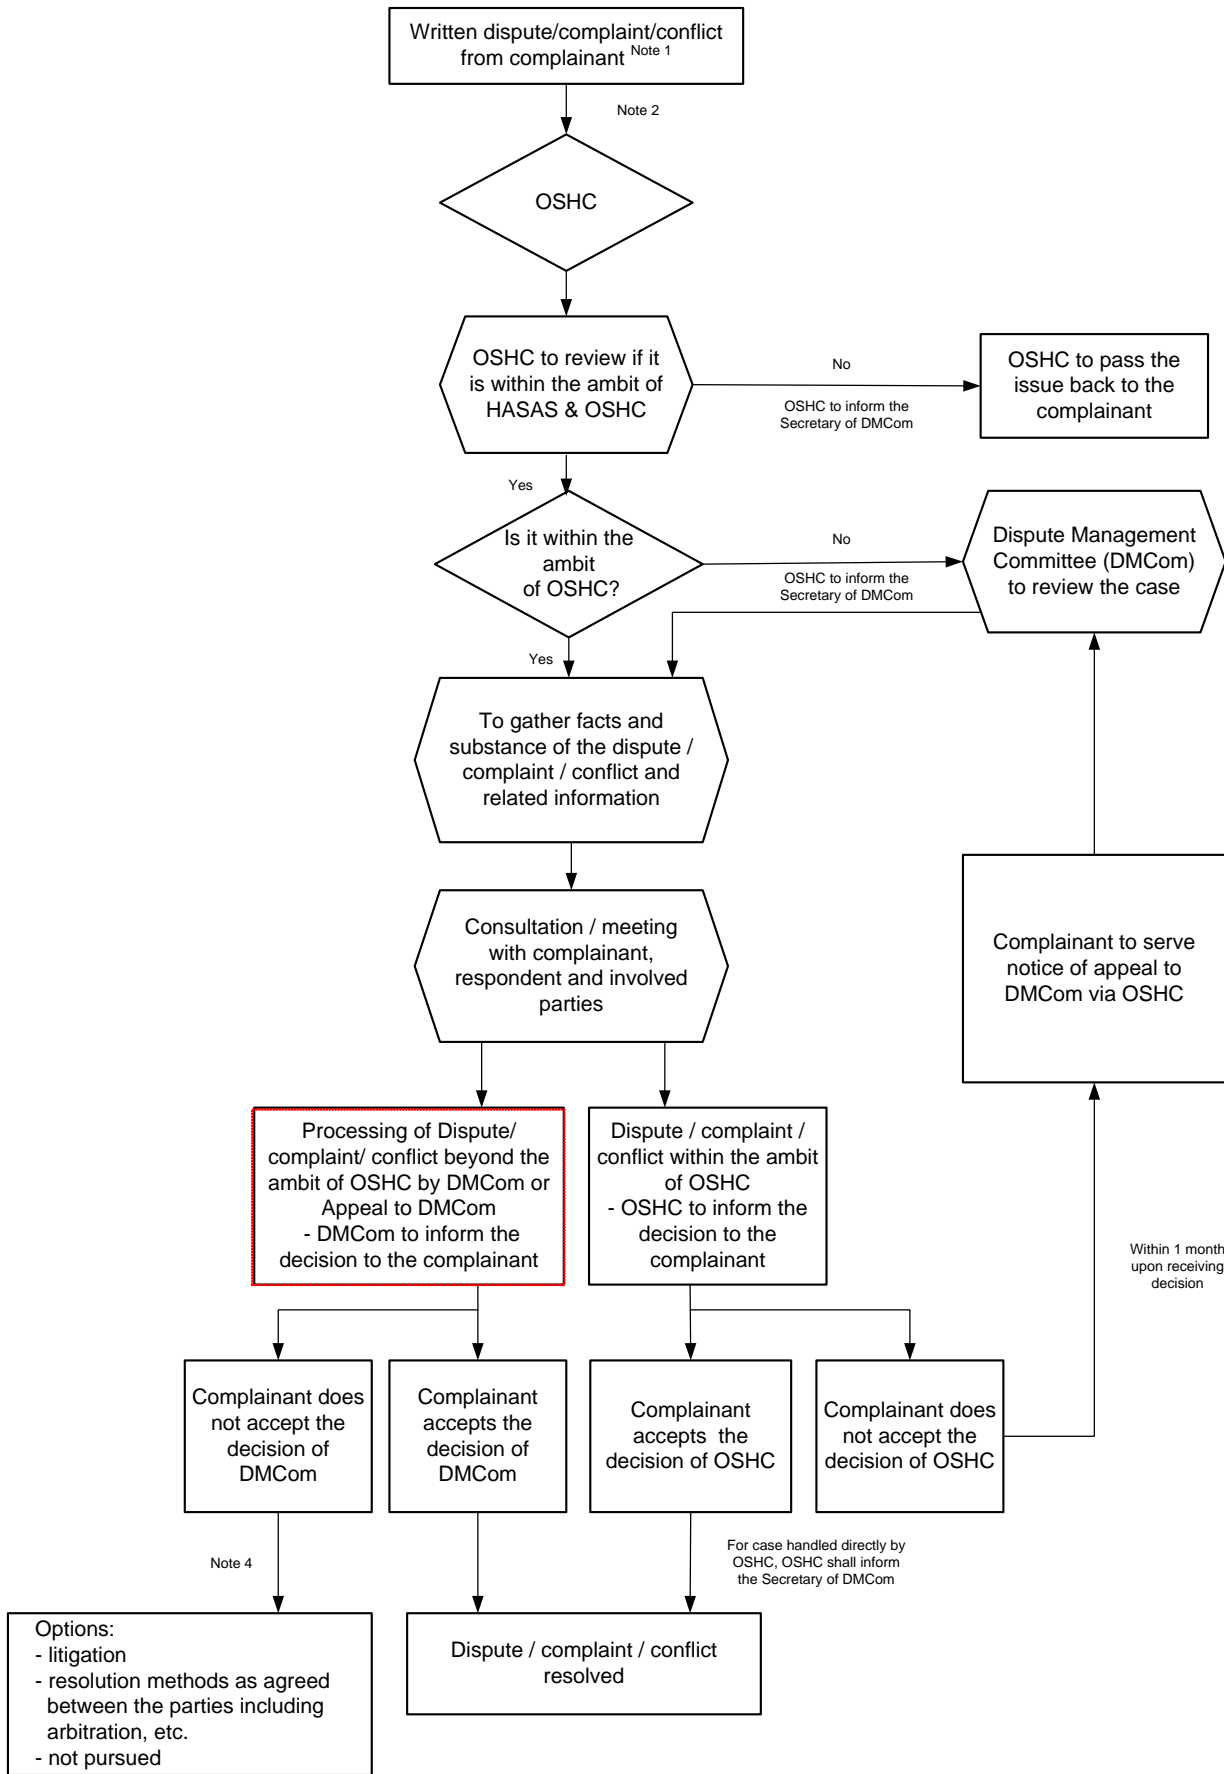 Written dispute/complaint/conflict
from complainant Note 1
Note 2
OSHC
OSHC to review if it
is within the ambit of
HASAS & OSHC
No
OSHC to inform the
Secretary of DMCom
OSHC to pass the
issue back to the
complainant
Yes
Is it within the
ambit
of OSHC?
No
OSHC to inform the
Secretary of DMCom
Dispute Management
Committee (DMCom)
to review the case
Yes
To gather facts and
substance of the dispute /
complaint / conflict and
related information
Consultation / meeting
with complainant,
respondent and involved
parties
Complainant to serve
notice of appeal to
DMCom via OSHC
Processing of Dispute/
complaint/ conflict beyond the
ambit of OSHC by DMCom or
Appeal to DMCom
- DMCom to inform the
decision to the complainant
Dispute / complaint /
conflict within the ambit
of OSHC
- OSHC to inform the
decision to the
complainant
Within 1 month
upon receiving
decision
Complainant does
not accept the
decision of
DMCom
Complainant
accepts the
decision of
DMCom
Complainant
accepts  the
decision of OSHC
Complainant does
not accept the
decision of OSHC
Note 4
For case handled directly by
OSHC, OSHC shall inform
the Secretary of DMCom
Options:
- litigation
- resolution methods as agreed
between the parties including
arbitration, etc.
- not pursued
Dispute / complaint / conflict
resolved